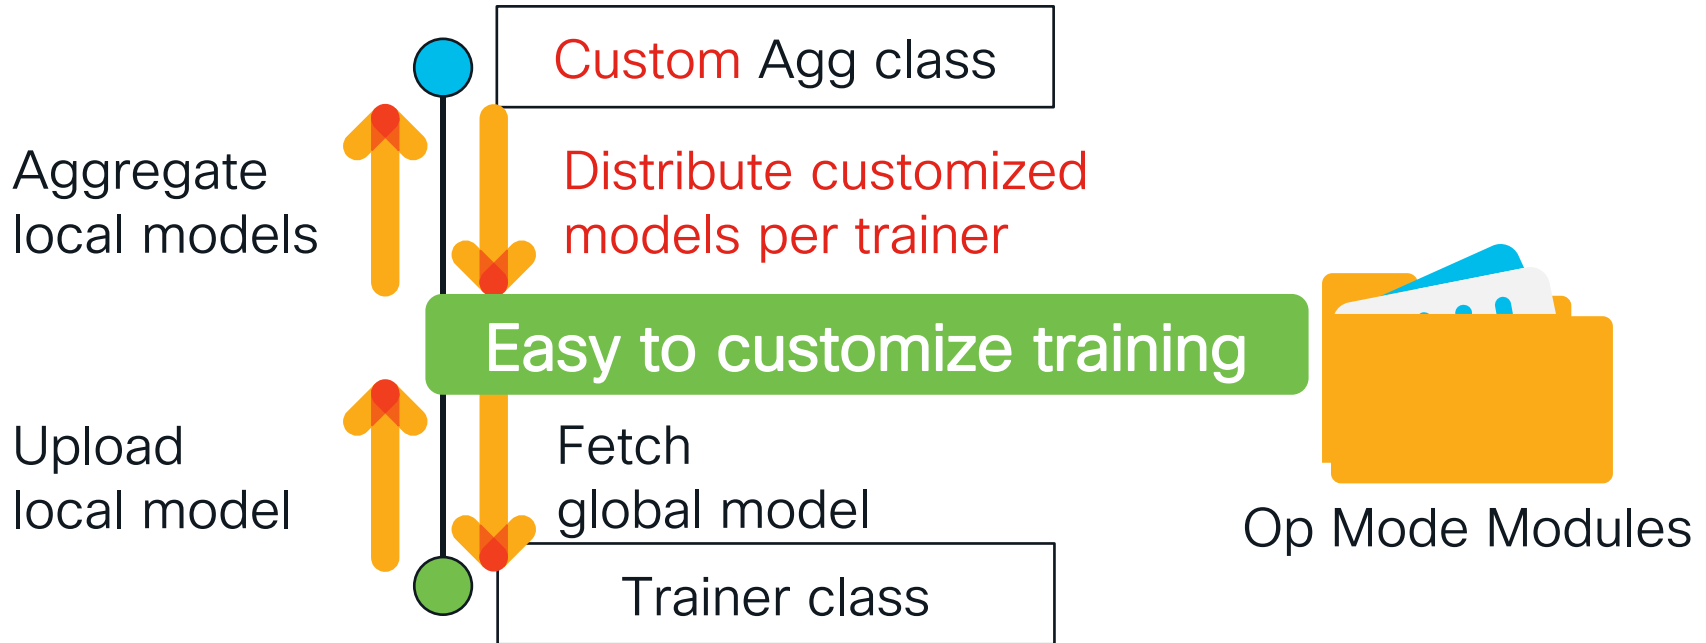 Custom Agg class
Aggregate
local models
Distribute customized
models per trainer
Easy to customize training
Upload
local model
Fetch
global model
Op Mode Modules
Trainer class